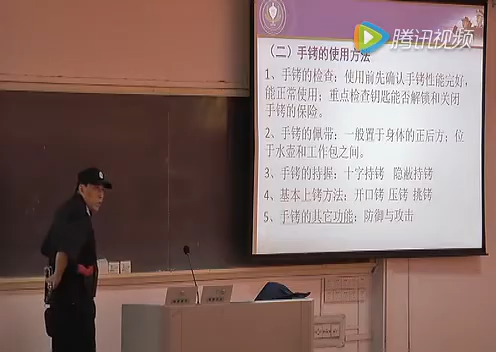 腾讯视频
（二）手铐的使用方法
1、手铐的检查：使用前先确认手铐性能完好，
能正常使用；重点检查钥匙能否解锁和关闭
手铐的保险。
2、手铐的佩带：一般置于身体的正后方；位
于水壶和工作包之间。
3、手铐的持握：十字持铐 隐蔽持铐
4、基本上铐方法：开口铐 压铐 挑铐
5、手铐的其它功能：防御与攻击